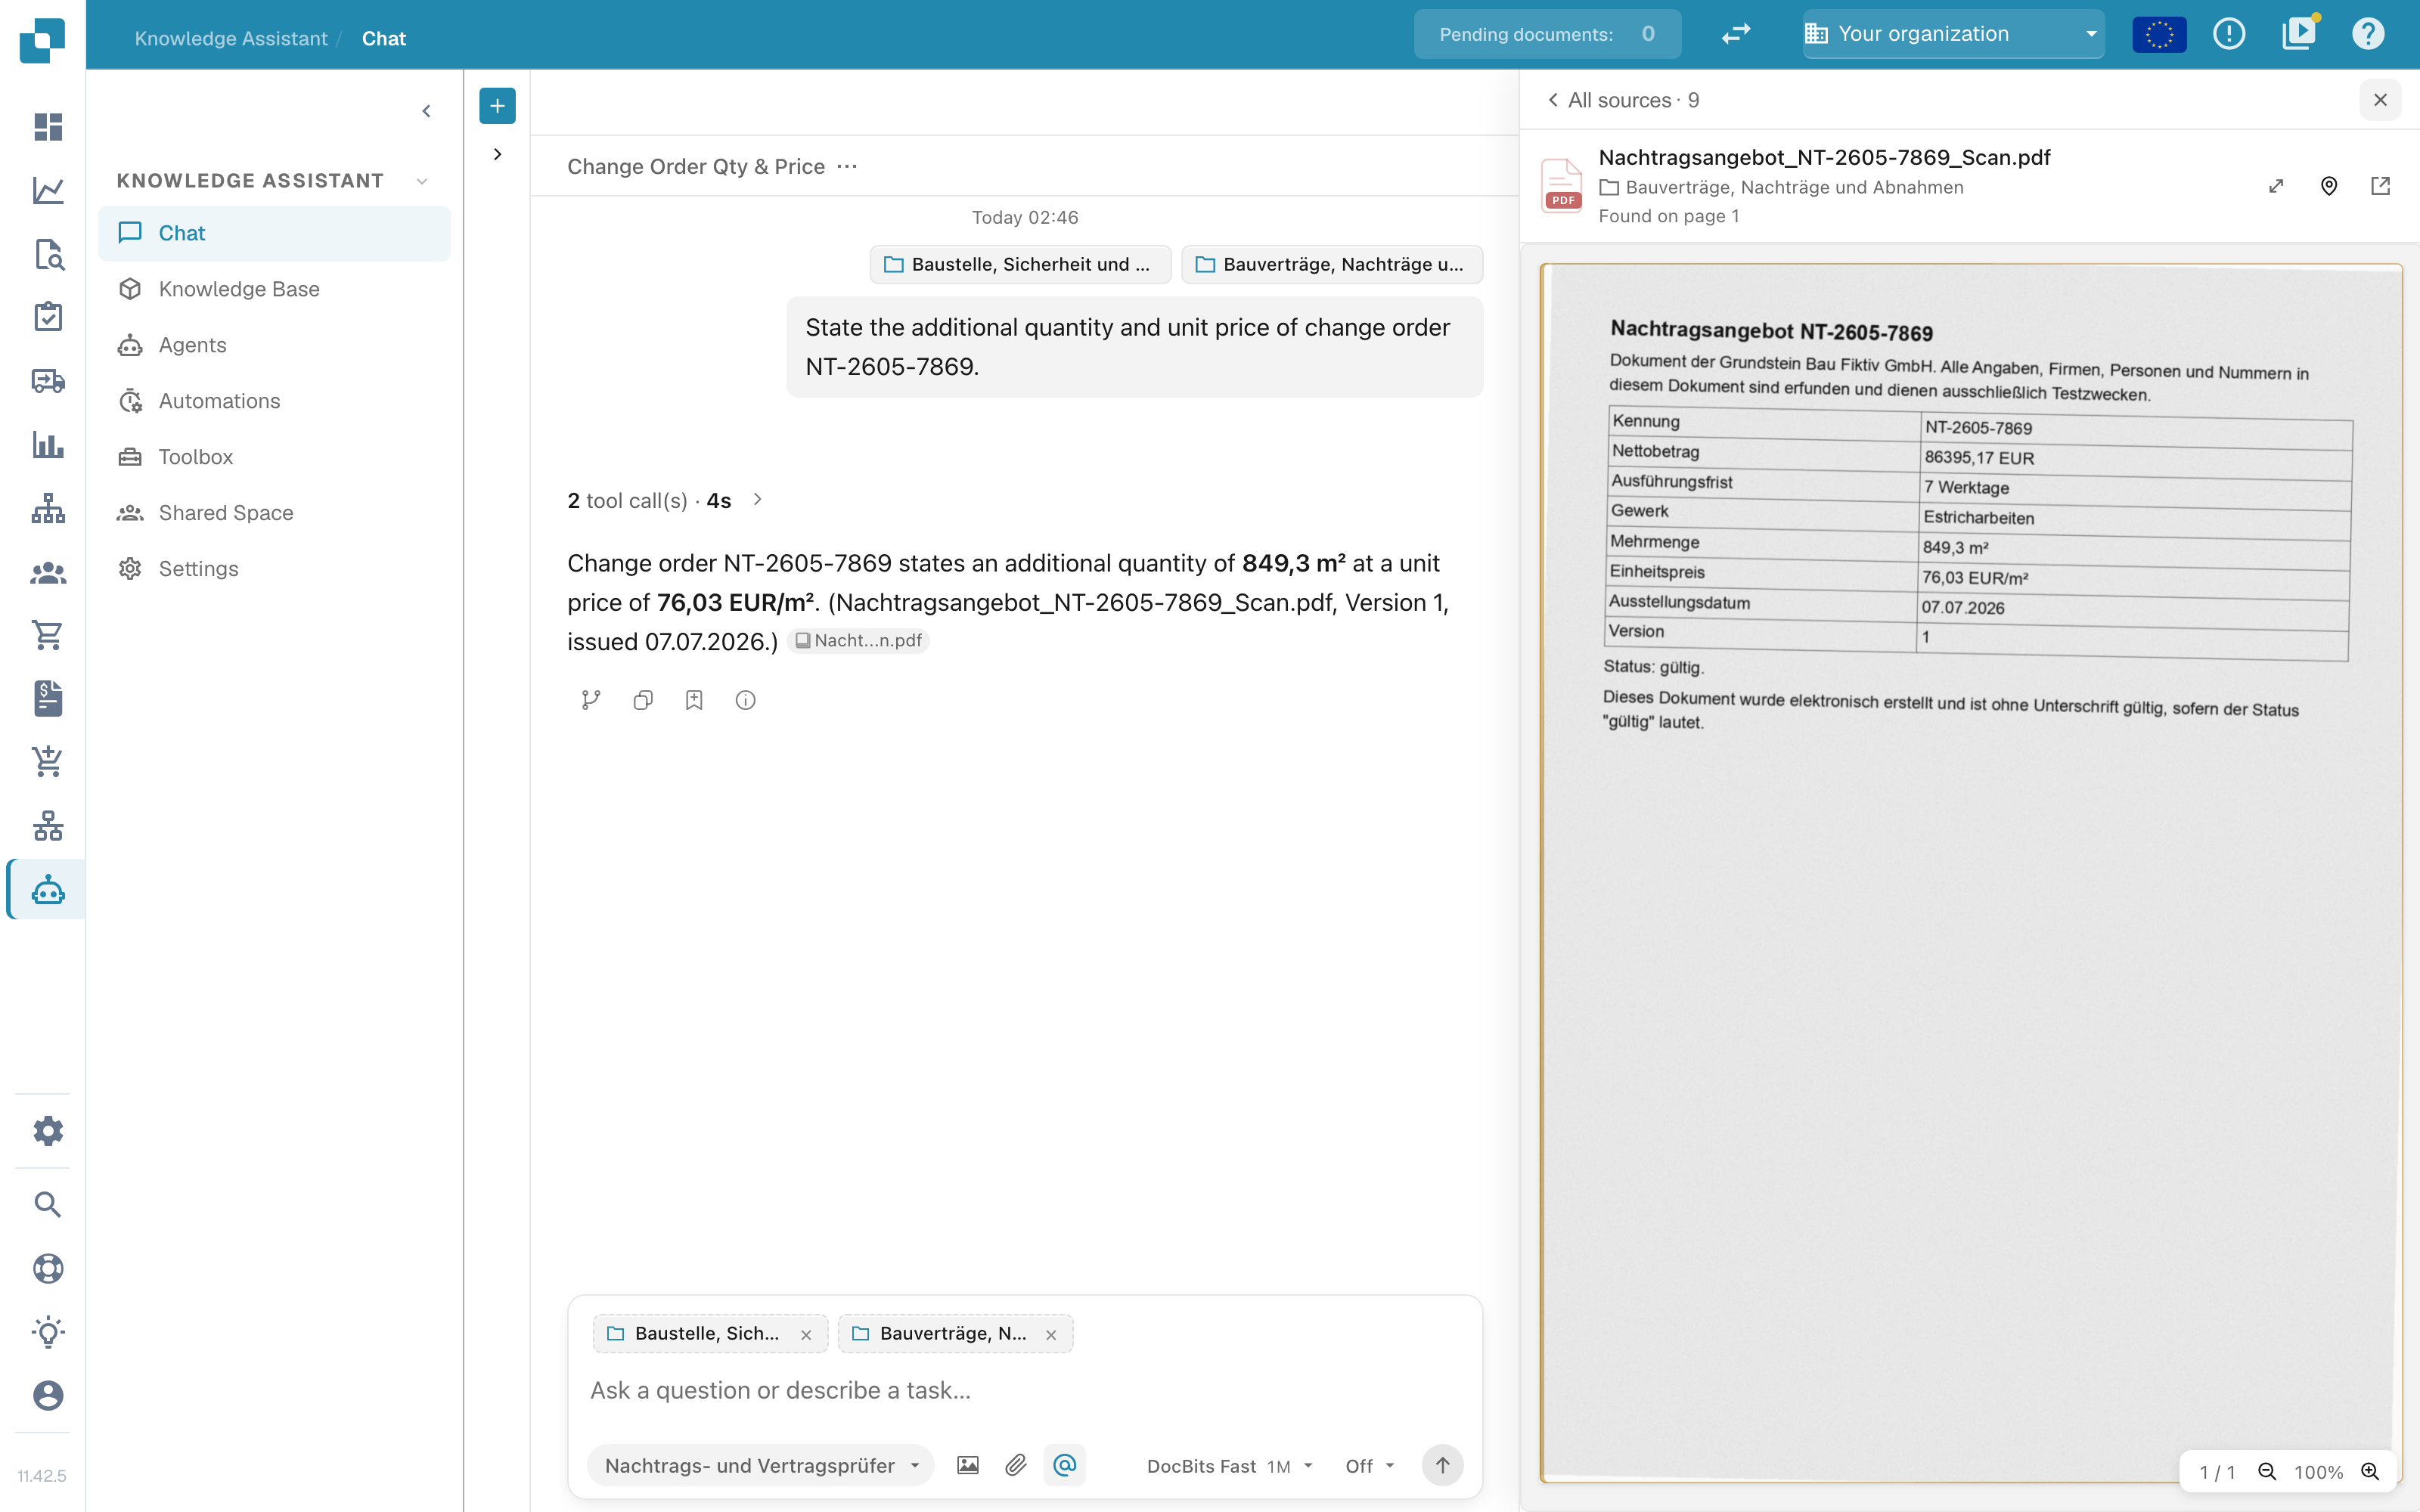 Knowledge Assistant / Chat
Pending documents: 0
Your organization
KNOWLEDGE ASSISTANT
Chat
Knowledge Base
Agents
Automations
Toolbox
Shared Space
Settings
11.42.5
Change Order Qty & Price
Today 02:46
Baustelle, Sicherheit und ...
Bauverträge, Nachträge u...
State the additional quantity and unit price of change order
NT-2605-7869.
2 tool call(s) · 4s
Change order NT-2605-7869 states an additional quantity of 849,3 m² at a unit
price of 76,03 EUR/m². (Nachtragsangebot_NT-2605-7869_Scan.pdf, Version 1,
issued 07.07.2026.) Nacht...n.pdf
Baustelle, Sich...
Bauverträge, N...
Ask a question or describe a task...
Nachtrags- und Vertragsprüfer
DocBits Fast 1M
Off
All sources · 9
PDF
Nachtragsangebot_NT-2605-7869_Scan.pdf
Bauverträge, Nachträge und Abnahmen
Found on page 1
Nachtragsangebot NT-2605-7869
Dokument der Grundstein Bau Fiktiv GmbH. Alle Angaben, Firmen, Personen und Nummern in
diesem Dokument sind erfunden und dienen ausschließlich Testzwecken.
Kennung NT-2605-7869
Nettobetrag 86395,17 EUR
Ausführungsfrist 7 Werktage
Gewerk Estricharbeiten
Mehrmenge 849,3 m²
Einheitspreis 76,03 EUR/m²
Ausstellungsdatum 07.07.2026
Version 1
Status: gültig.
Dieses Dokument wurde elektronisch erstellt und ist ohne Unterschrift gültig, sofern der Status
"gültig" lautet.
1 / 1 100%